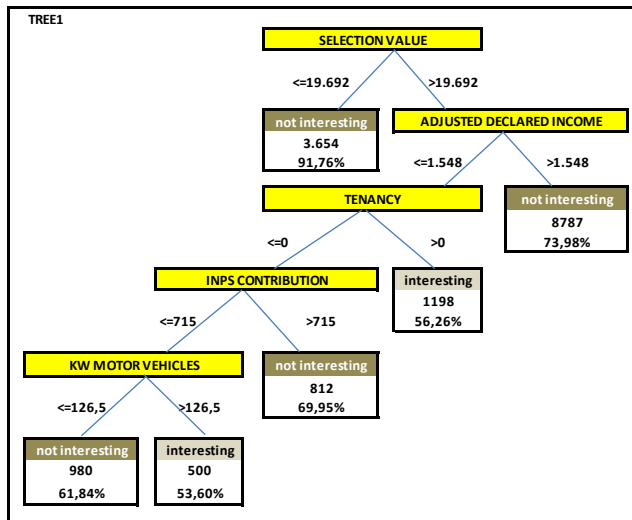 TREE1
SELECTION VALUE
<=19.692 >19.692
not interesting
3.654
91,76%
ADJUSTED DECLARED INCOME
<=1.548 >1.548
TENANCY
not interesting
8787
73,98%
<=0 >0
INPS CONTRIBUTION
interesting
1198
56,26%
<=715 >715
KW MOTOR VEHICLES
not interesting
812
69,95%
<=126,5 >126,5
not interesting
980
61,84%
interesting
500
53,60%